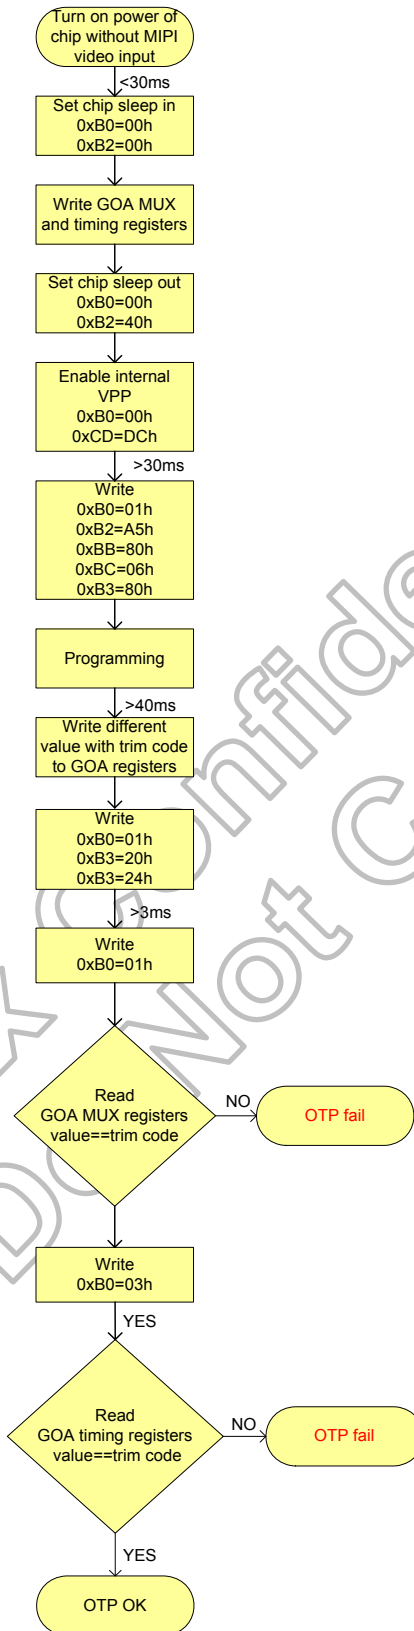 Turn on power of
chip without MIPI
video input
<30ms
Set chip sleep in
0xB0=00h
0xB2=00h
Write GOA MUX
and timing registers
Set chip sleep out
0xB0=00h
0xB2=40h
Enable internal
VPP
0xB0=00h
0xCD=DCh
>30ms
Write
0xB0=01h
0xB2=A5h
0xBB=80h
0xBC=06h
0xB3=80h
Programming
>40ms
Write different
value with trim code
to GOA registers
Write
0xB0=01h
0xB3=20h
0xB3=24h
>3ms
Write
0xB0=01h
Read
GOA MUX registers
value==trim code
NO
OTP fail
Write
0xB0=03h
YES
Read
GOA timing registers
value==trim code
NO
OTP fail
YES
OTP OK
Not